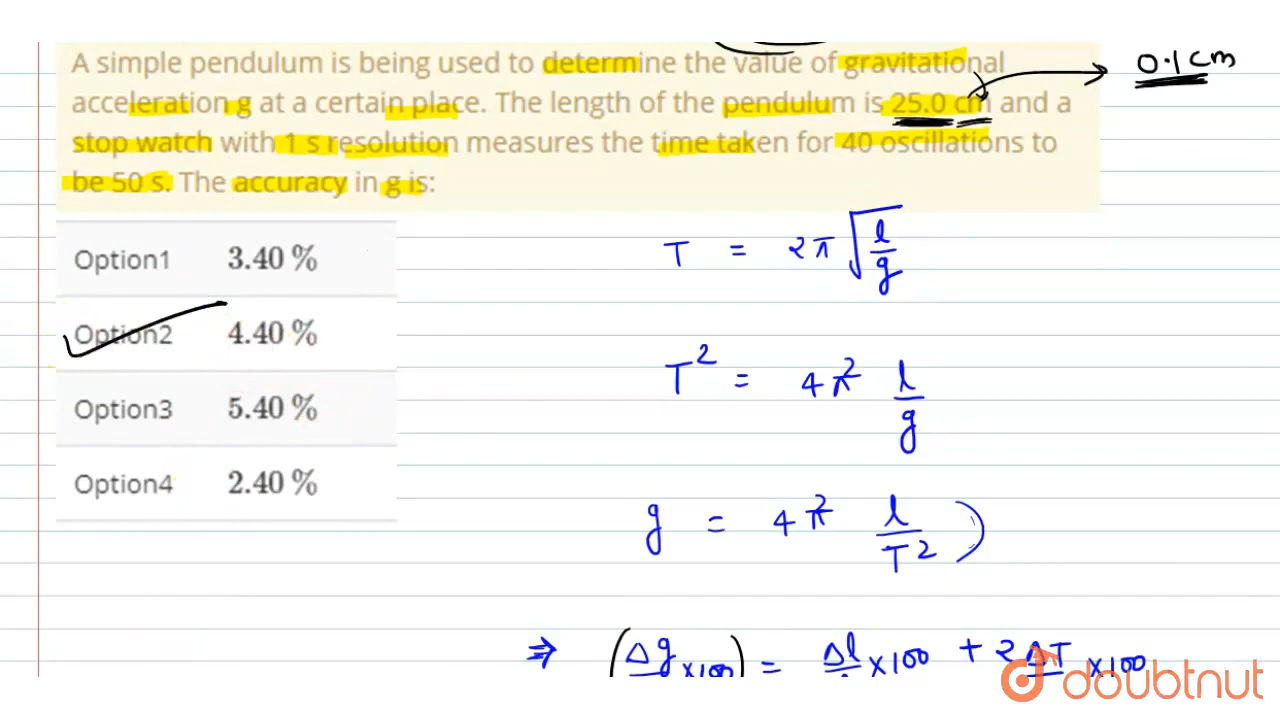 A simple pendulum is being used to determine the value of gravitational
acceleration g at a certain place. The length of the pendulum is 25.0 cm and a
stop watch with 1 s resolution measures the time taken for 40 oscillations to
be 50 s. The accuracy in g is:
0.1 cm
Option1 3.40 %
Option2 4.40 %
Option3 5.40 %
Option4 2.40 %
T = 2π √(l/g)
T² = 4π² l/g
g = 4π² l/T² )
⇒ (Δg ×100) = Δl ×100 + 2 ΔT ×100
doubtnut